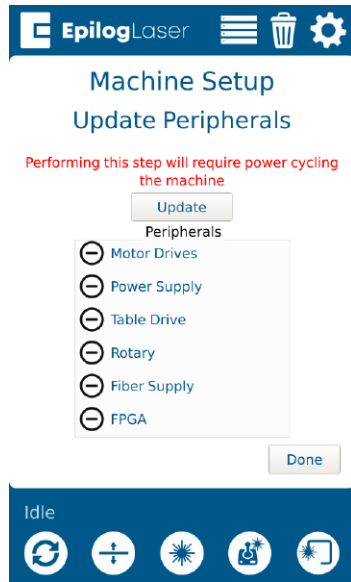 EpilogLaser
Machine Setup
Update Peripherals
Performing this step will require power cycling
the machine
Update
Peripherals
Motor Drives
Power Supply
Table Drive
Rotary
Fiber Supply
FPGA
Done
Idle